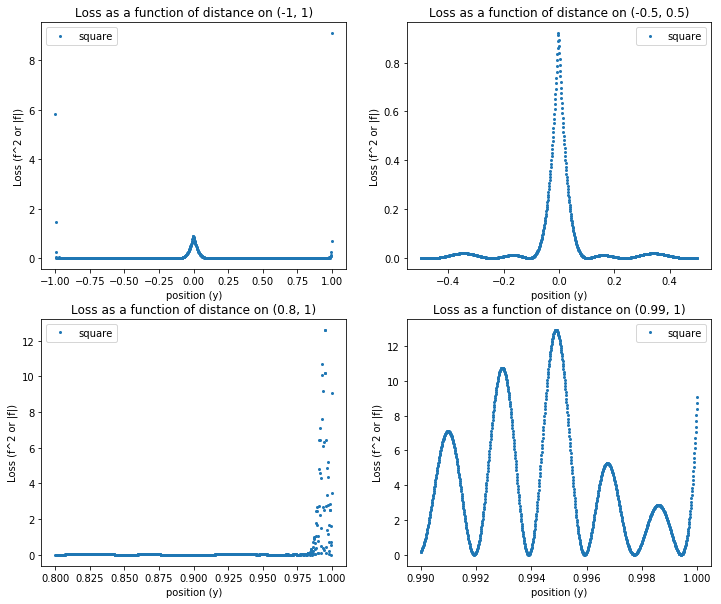 Loss as a function of distance on (-1, 1)
square
Loss (f^2 or |f|)
8
6
4
2
0
−1.00 −0.75 −0.50 −0.25 0.00 0.25 0.50 0.75 1.00
position (y)
Loss as a function of distance on (-0.5, 0.5)
square
Loss (f^2 or |f|)
0.8
0.6
0.4
0.2
0.0
−0.4 −0.2 0.0 0.2 0.4
position (y)
Loss as a function of distance on (0.8, 1)
square
Loss (f^2 or |f|)
12
10
8
6
4
2
0
0.800 0.825 0.850 0.875 0.900 0.925 0.950 0.975 1.000
position (y)
Loss as a function of distance on (0.99, 1)
square
Loss (f^2 or |f|)
12
10
8
6
4
2
0
0.990 0.992 0.994 0.996 0.998 1.000
position (y)